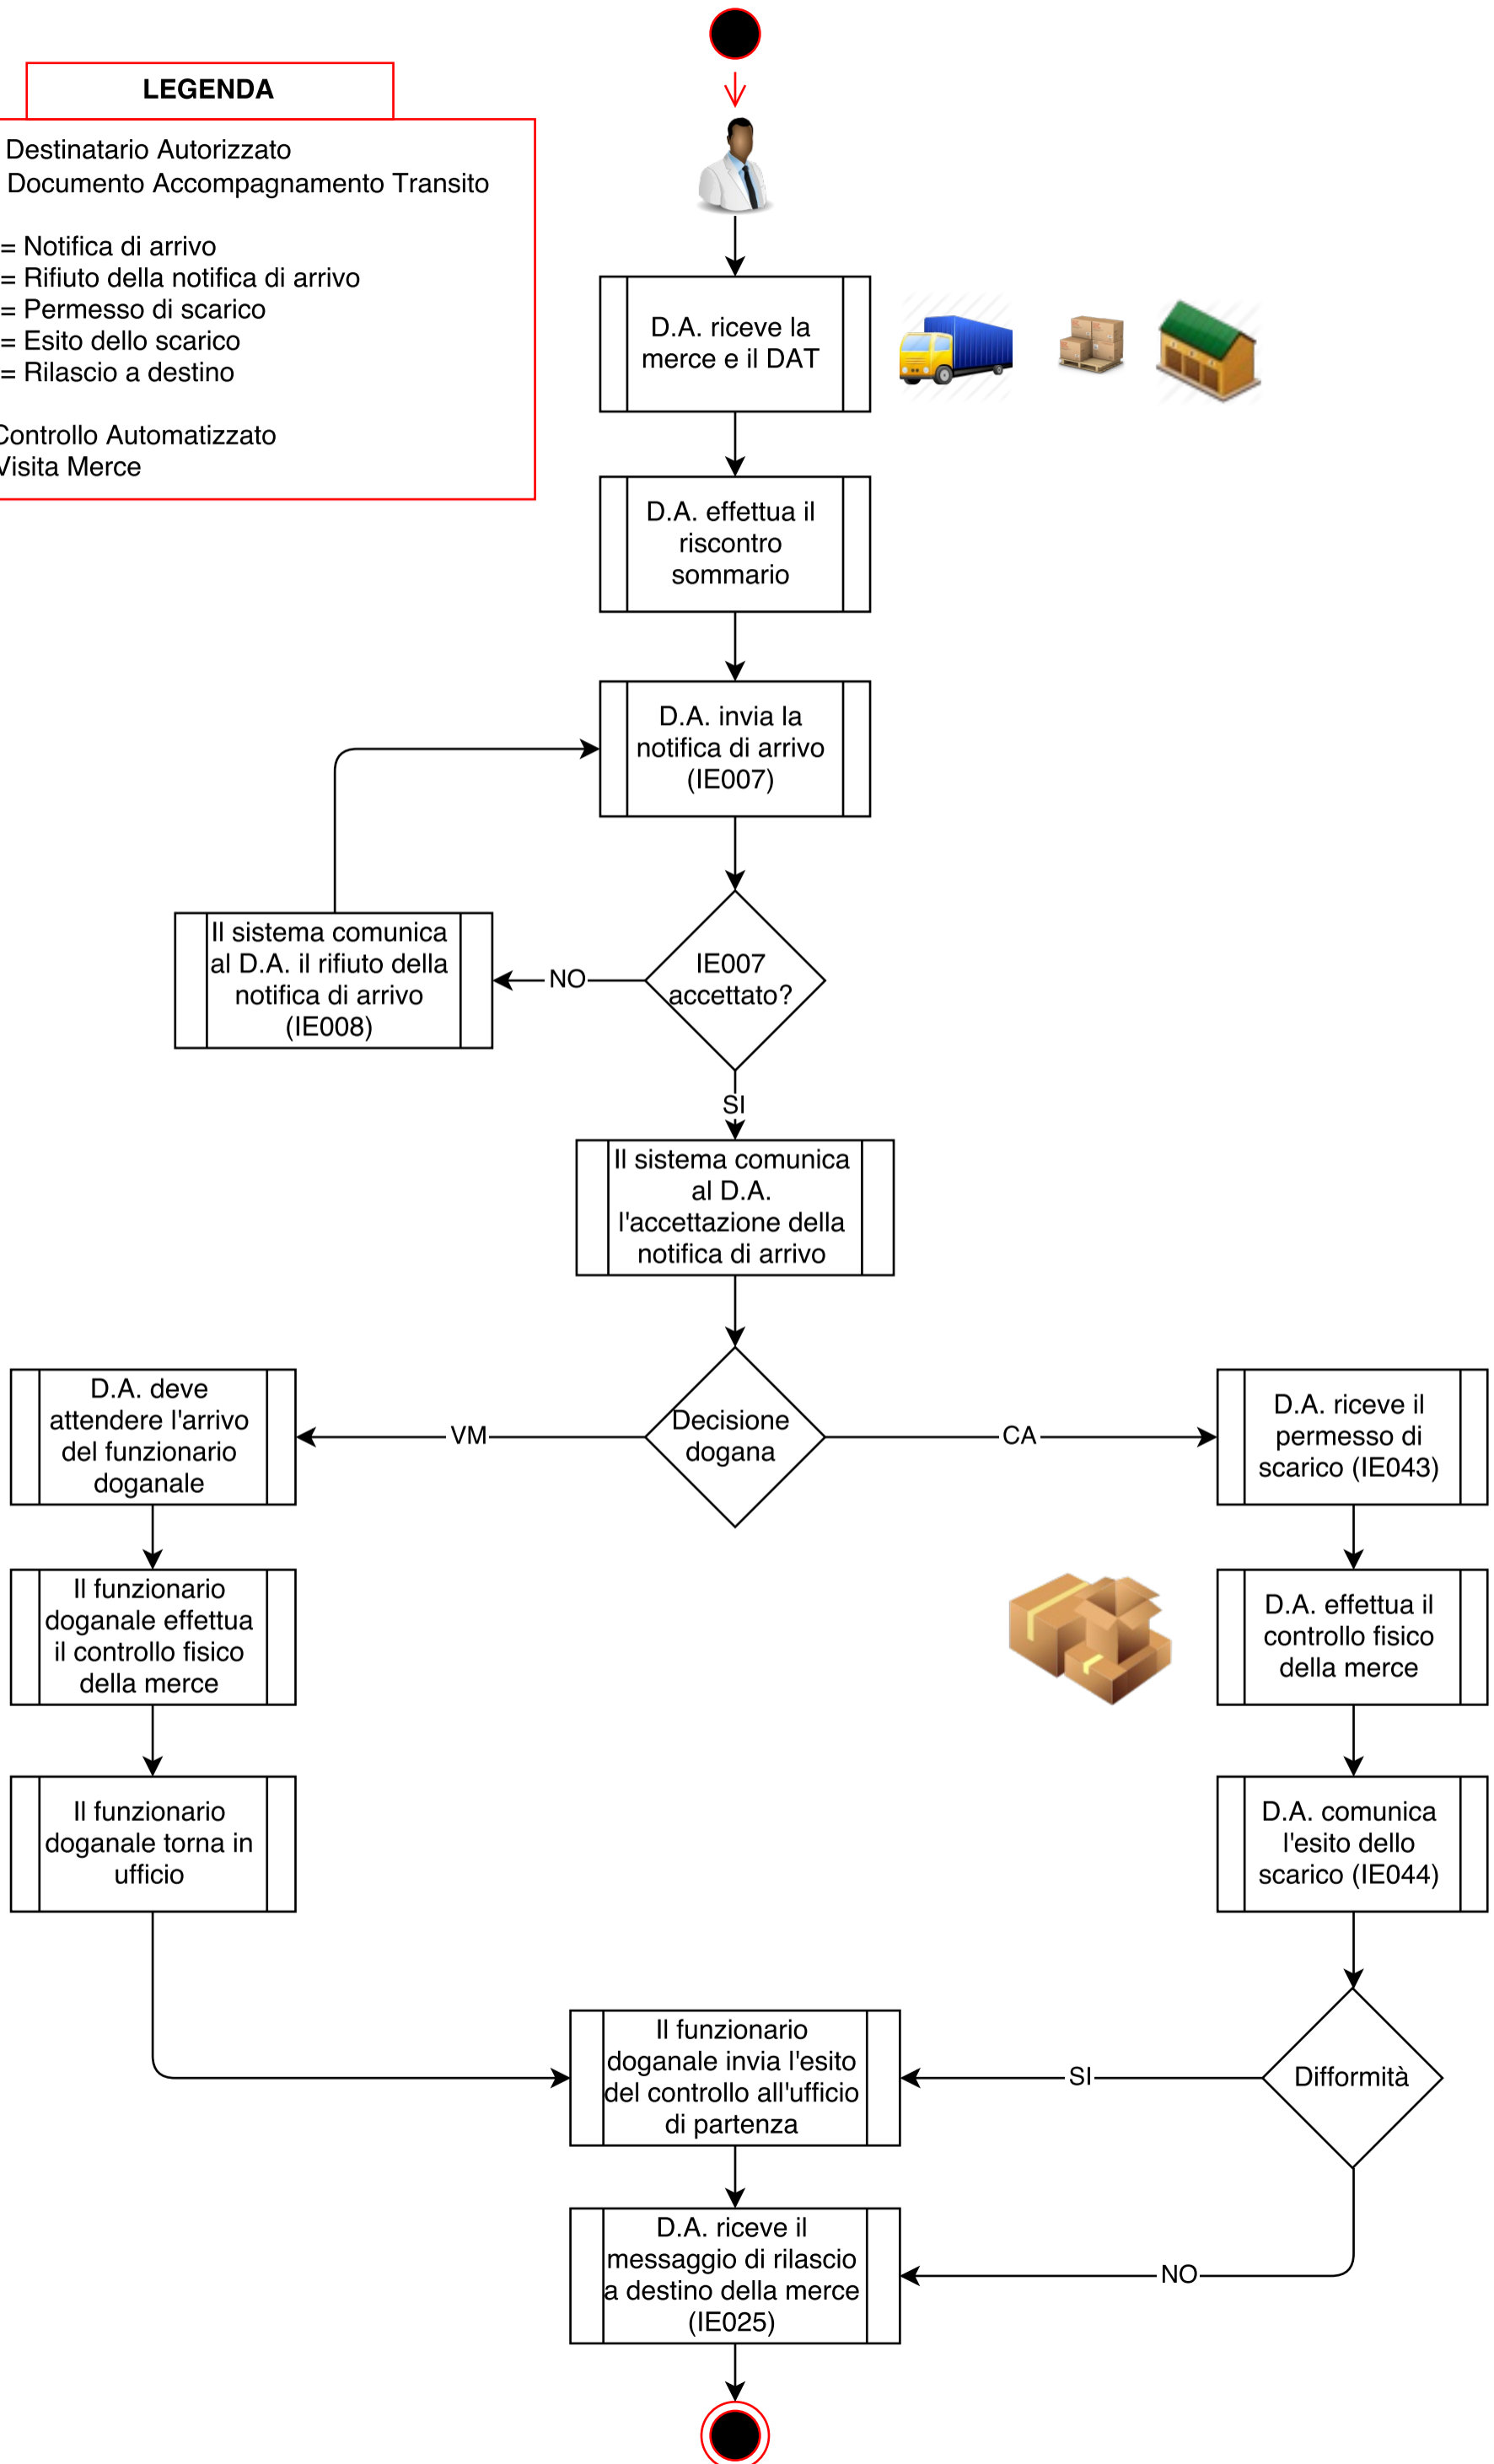 LEGENDA
Destinatario Autorizzato
Documento Accompagnamento Transito
= Notifica di arrivo
= Rifiuto della notifica di arrivo
= Permesso di scarico
= Esito dello scarico
= Rilascio a destino
Controllo Automatizzato
Visita Merce
D.A. riceve la
merce e il DAT
D.A. effettua il
riscontro
sommario
D.A. invia la
notifica di arrivo
(IE007)
IE007
accettato?
NO
Il sistema comunica
al D.A. il rifiuto della
notifica di arrivo
(IE008)
SI
Il sistema comunica
al D.A.
l'accettazione della
notifica di arrivo
Decisione
dogana
VM
D.A. deve
attendere l'arrivo
del funzionario
doganale
Il funzionario
doganale effettua
il controllo fisico
della merce
Il funzionario
doganale torna in
ufficio
CA
D.A. riceve il
permesso di
scarico (IE043)
D.A. effettua il
controllo fisico
della merce
D.A. comunica
l'esito dello
scarico (IE044)
Difformità
SI
Il funzionario
doganale invia l'esito
del controllo all'ufficio
di partenza
NO
D.A. riceve il
messaggio di rilascio
a destino della merce
(IE025)